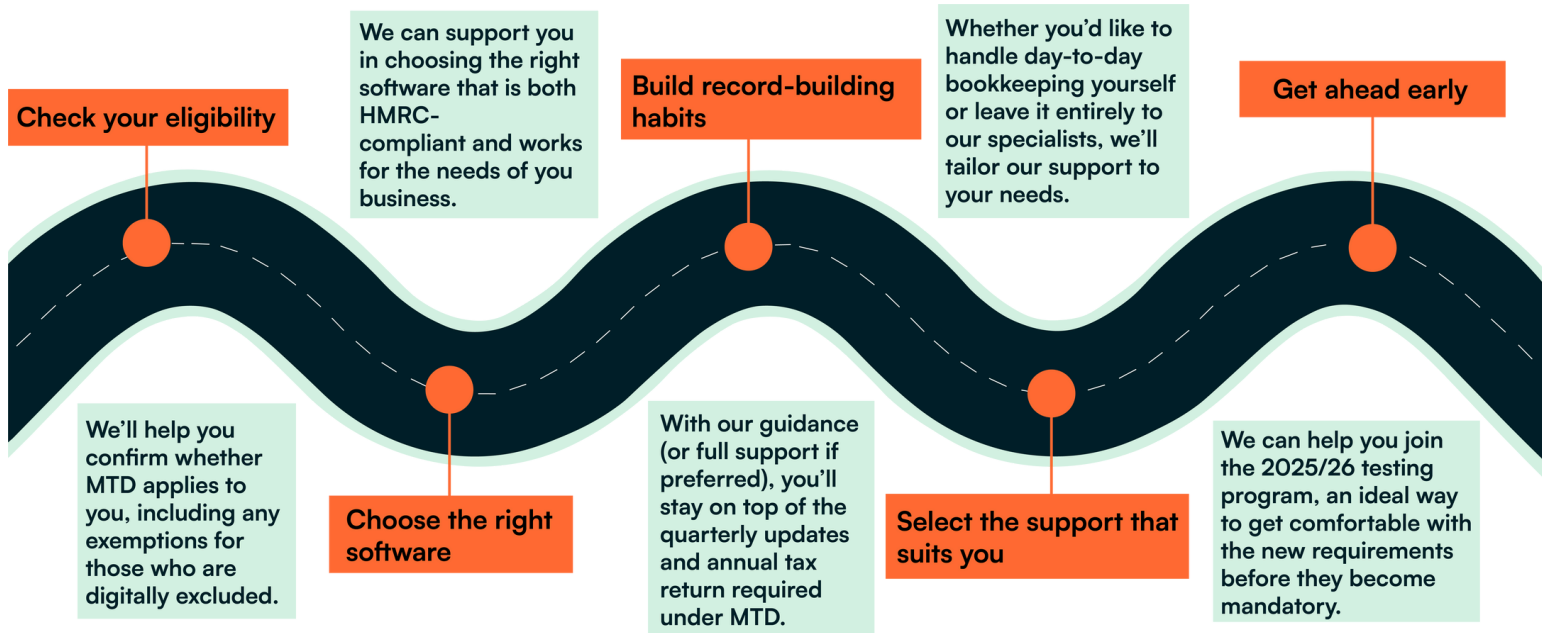 Check your eligibility
We'll help you
confirm whether
MTD applies to
you, including any
exemptions for
those who are
digitally excluded.
We can support you
in choosing the right
software that is both
HMRC-
compliant and works
for the needs of you
business.
Choose the right
software
Build record-building
habits
With our guidance
(or full support if
preferred), you'll
stay on top of the
quarterly updates
and annual tax
return required
under MTD.
Whether you'd like to
handle day-to-day
bookkeeping yourself
or leave it entirely to
our specialists, we'll
tailor our support to
your needs.
Select the support that
suits you
Get ahead early
We can help you join
the 2025/26 testing
program, an ideal way
to get comfortable with
the new requirements
before they become
mandatory.